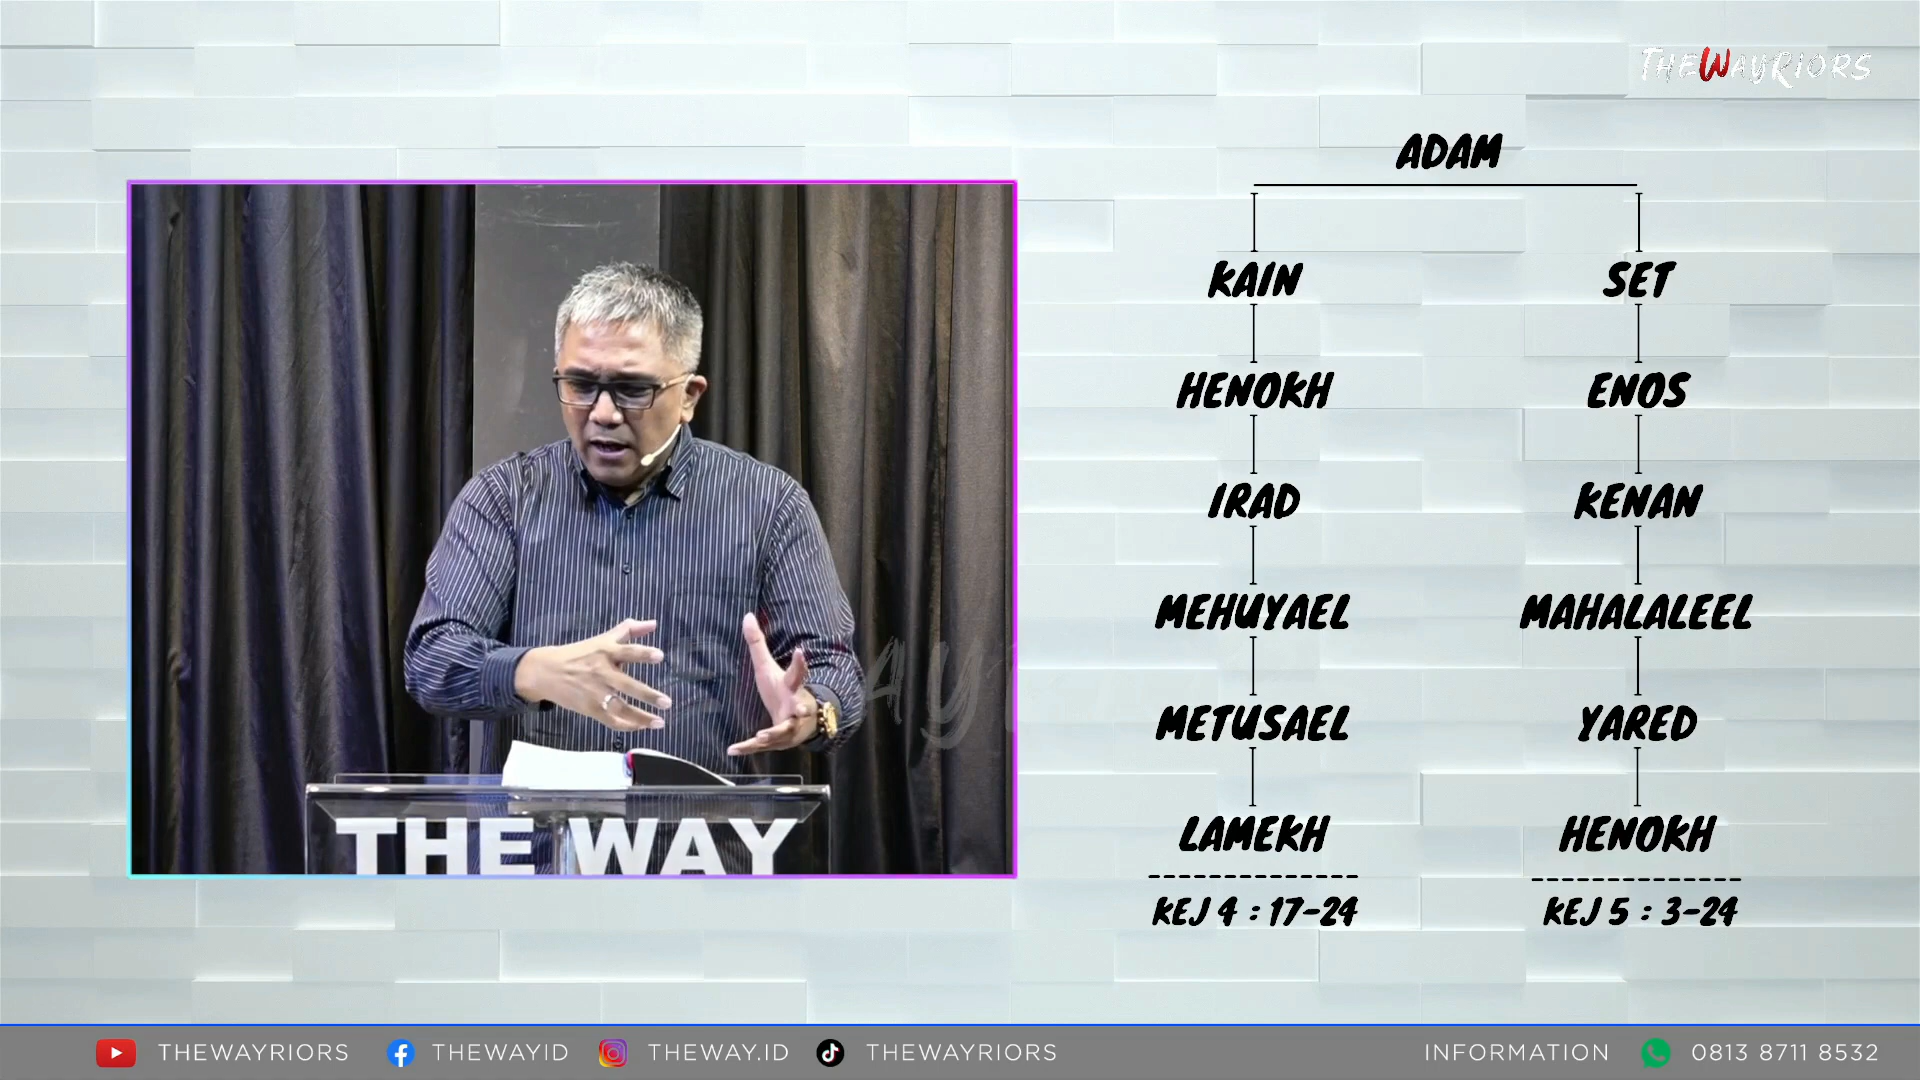 THEWAYRIORS
ADAM
KAIN
SET
HENOKH
ENOS
IRAD
KENAN
MEHUYAEL
MAHALALEEL
METUSAEL
YARED
LAMEKH
HENOKH
KEJ 4 : 17-24
KEJ 5 : 3-24
THE WAY
THEWAYRIORS
THEWAYID
THEWAY.ID
THEWAYRIORS
INFORMATION
0813 8711 8532